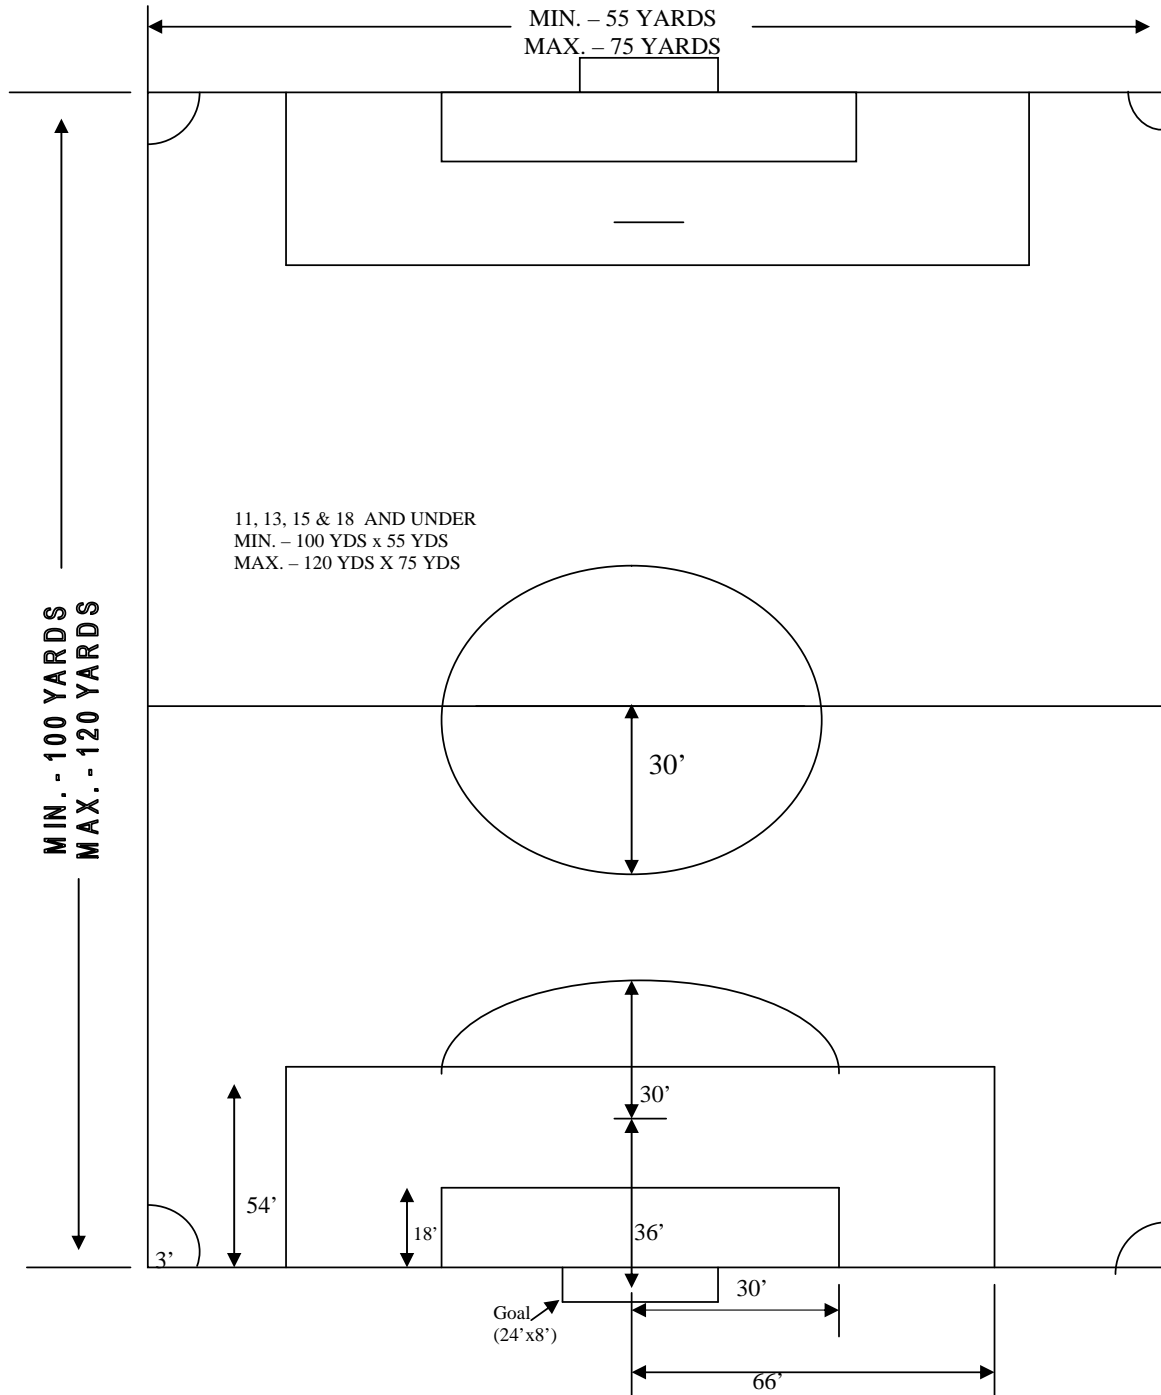 MIN. – 55 YARDS
MAX. – 75 YARDS
11, 13, 15 & 18  AND UNDER
MIN. – 100 YDS x 55 YDS
MAX. – 120 YDS X 75 YDS
MIN. - 100 YARDS
MAX. - 120 YARDS
30’
30’
54’
18’
36’
3’
30’
Goal
(24’x8’)
66’